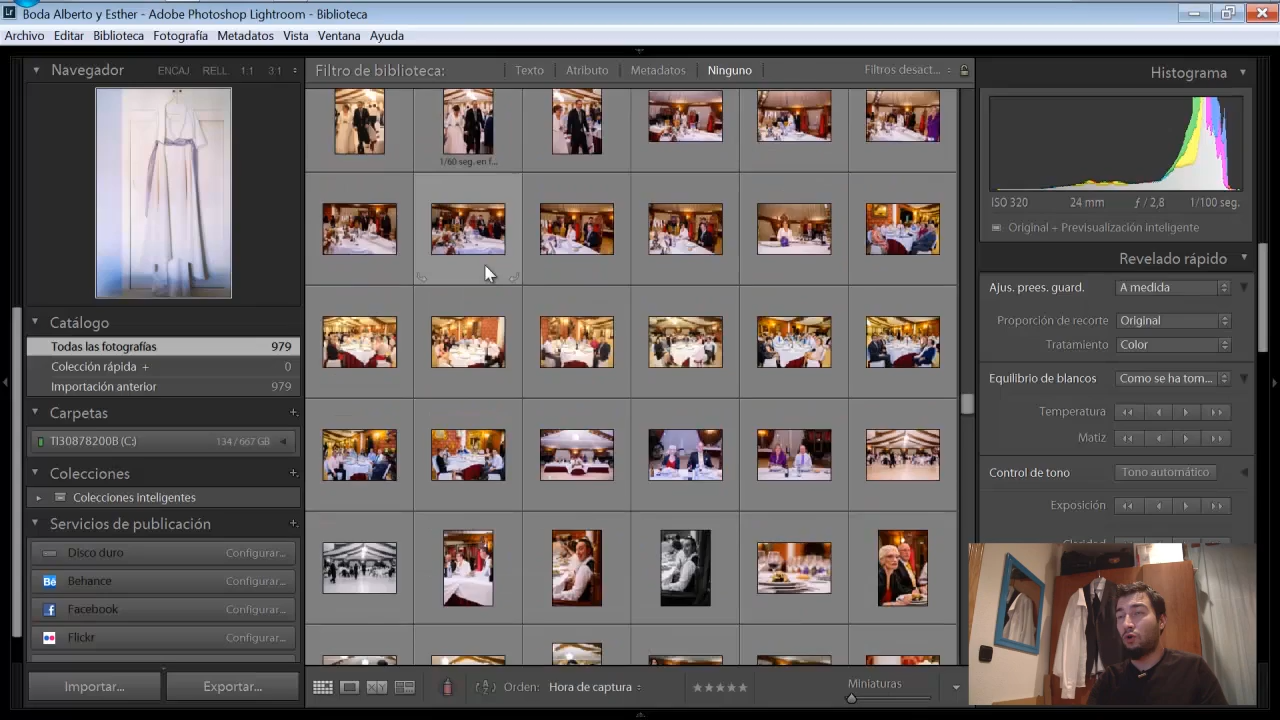 Boda Alberto y Esther - Adobe Photoshop Lightroom - Biblioteca
Archivo Editar Biblioteca Fotografía Metadatos Vista Ventana Ayuda
Navegador ENCAJ RELL 1:1 3:1
Filtro de biblioteca: Texto Atributo Metadatos Ninguno Filtros desact...
Histograma
1/60 seg. en f...
ISO 320 24 mm ƒ / 2,8 1/100 seg.
Original + Previsualización inteligente
Revelado rápido
Ajus. prees. guard. A medida
Proporción de recorte Original
Tratamiento Color
Equilibrio de blancos Como se ha tom...
Temperatura
Matiz
Control de tono Tono automático
Exposición
Catálogo
Todas las fotografías 979
Colección rápida + 0
Importación anterior 979
Carpetas
TI30878200B (C:) 134 / 667 GB
Colecciones
Colecciones inteligentes
Servicios de publicación
Disco duro Configurar...
Behance Configurar...
Facebook Configurar...
Flickr Configurar...
Importar... Exportar...
Orden: Hora de captura
Miniaturas